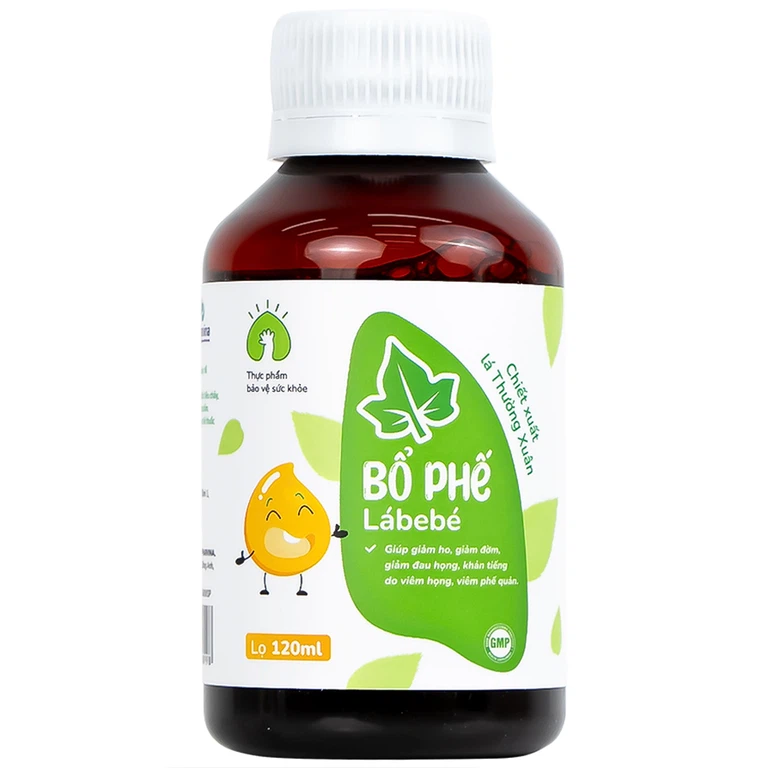 Thực phẩm
bảo vệ sức khỏe
Chiết xuất
lá Thường Xuân
BỔ PHẾ
Lábebé
Giúp giảm ho, giảm đờm,
giảm đau họng, khản tiếng
do viêm họng, viêm phế quản.
Lọ 120ml
GMP